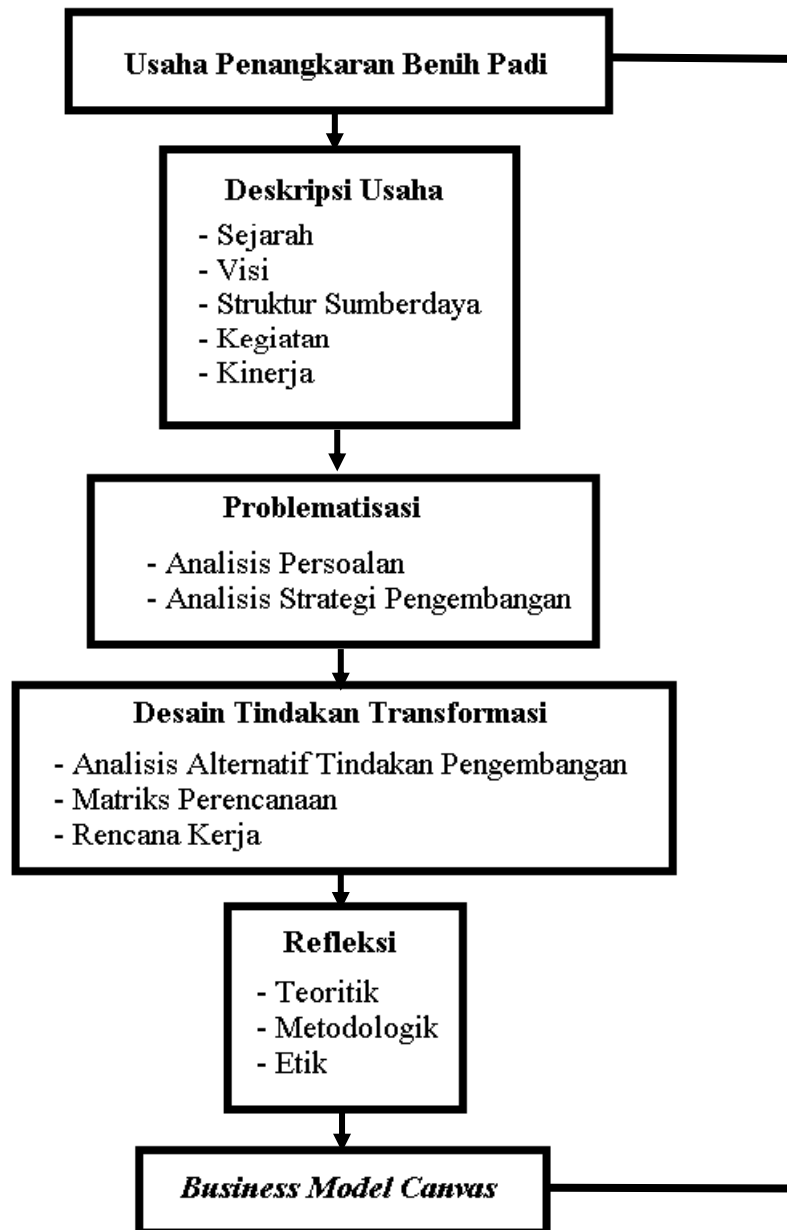 Usaha Penangkaran Benih Padi
Deskripsi Usaha
- Sejarah
- Visi
- Struktur Sumberdaya
- Kegiatan
- Kinerja
Problematisasi
- Analisis Persoalan
- Analisis Strategi Pengembangan
Desain Tindakan Transformasi
- Analisis Alternatif Tindakan Pengembangan
- Matriks Perencanaan
- Rencana Kerja
Refleksi
- Teoritik
- Metodologik
- Etik
Business Model Canvas